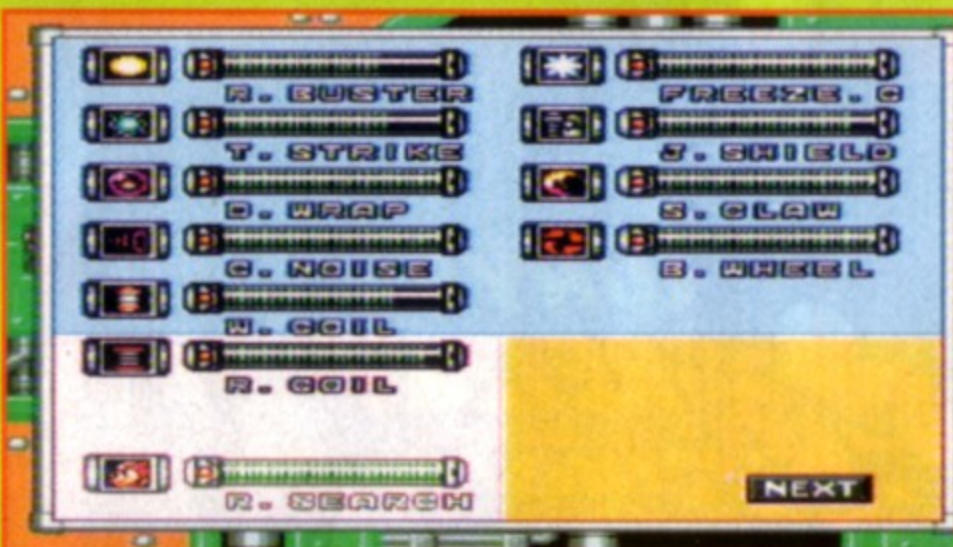 R. BUSTER
T. STRIKE
D. WRAP
C. NOISE
W. COIL
R. COIL
R. SEARCH
FREEZE. C
J. SHIELD
S. CLAW
B. WHEEL
NEXT